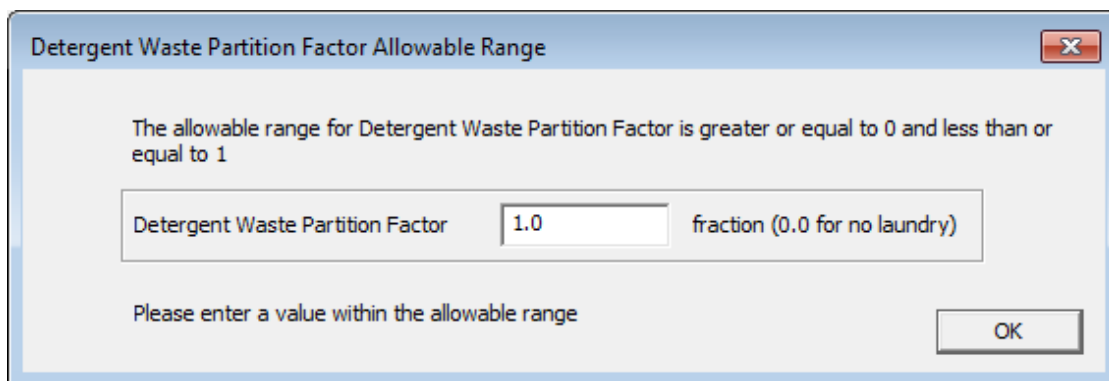 Detergent Waste Partition Factor Allowable Range
The allowable range for Detergent Waste Partition Factor is greater or equal to 0 and less than or
equal to 1
Detergent Waste Partition Factor 1.0 fraction (0.0 for no laundry)
Please enter a value within the allowable range
OK